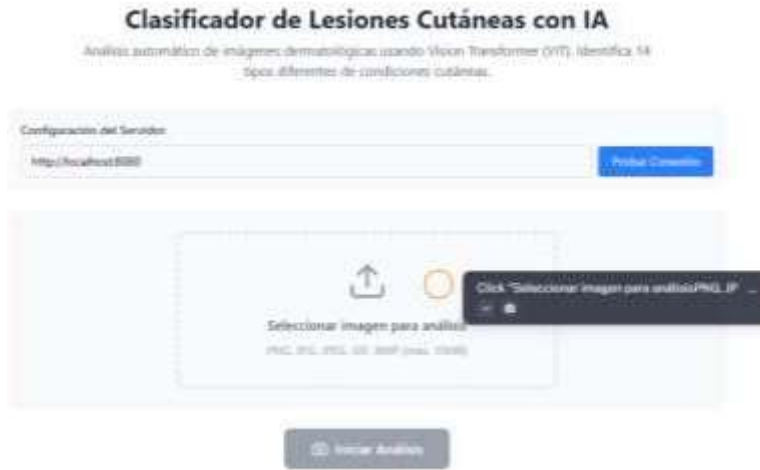 Clasificador de Lesiones Cutáneas con IA
Análisis automático de imágenes dermatológicas usando Vision Transformer (ViT). Identifica 14
tipos diferentes de condiciones cutáneas.
Configuración del Servidor
http://localhost:8080
Probar Conexión
Click "Seleccionar imagen para análisisPNG, JP ...
Seleccionar imagen para análisis
PNG, JPG, JPEG, GIF, BMP (máx. 10MB)
Iniciar Análisis